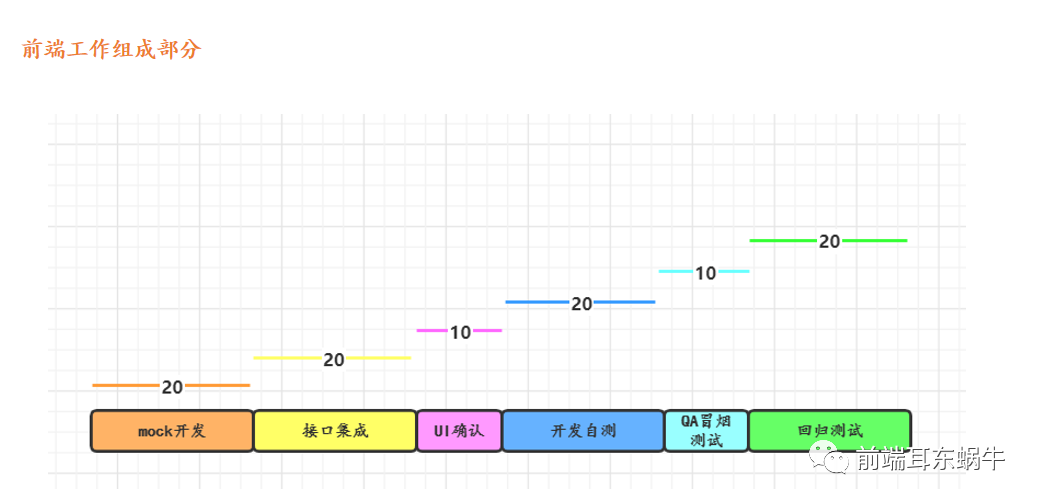 前端工作组成部分
20
10
20
10
20
20
mock开发
接口集成
UI确认
开发自测
QA冒烟
测试
回归测试
前端耳东蜗牛